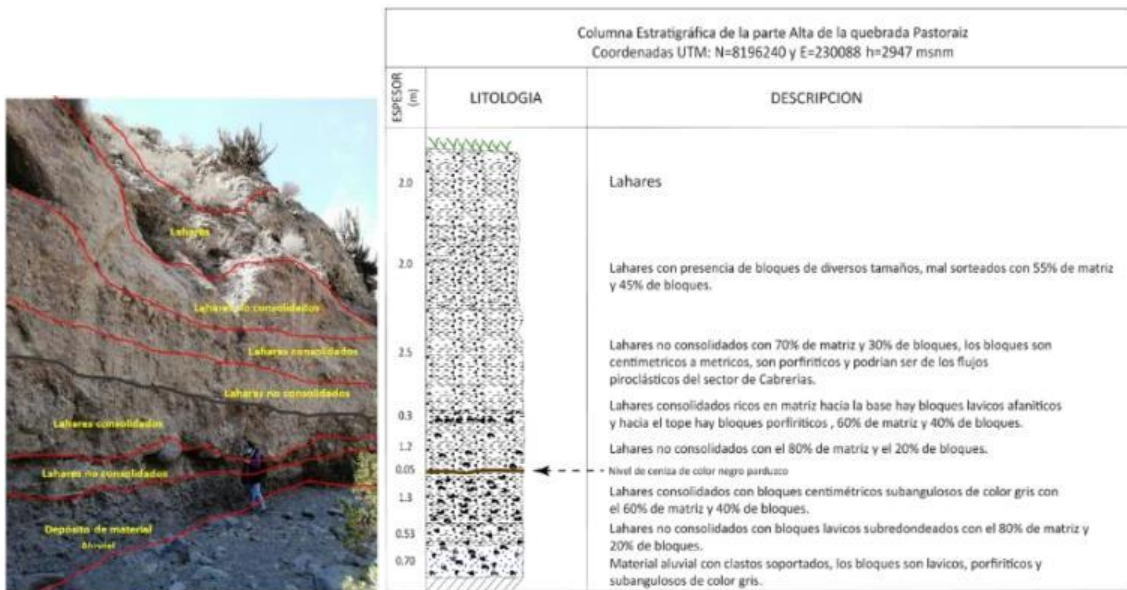 Lahares
Lahares no consolidados
Lahares consolidados
Lahares no consolidados
Lahares consolidados
Lahares no consolidados
Depósito de material
Aluvial
Columna Estratigráfica de la parte Alta de la quebrada Pastoraiz
Coordenadas UTM: N=8196240 y E=230088 h=2947 msnm
ESPESOR
(m)
LITOLOGIA
DESCRIPCION
2.0
Lahares
2.0
Lahares con presencia de bloques de diversos tamaños, mal sorteados con 55% de matriz
y 45% de bloques.
2.5
Lahares no consolidados con 70% de matriz y 30% de bloques, los bloques son
centimetricos a metricos, son porfiriticos y podrian ser de los flujos
piroclásticos del sector de Cabrerias.
0.3
Lahares consolidados ricos en matriz hacia la base hay bloques lavicos afaniticos
y hacia el tope hay bloques porfiriticos , 60% de matriz y 40% de bloques.
1.2
Lahares no consolidados con el 80% de matriz y el 20% de bloques.
0.05
Nivel de ceniza de color negro parduzco
1.3
Lahares consolidados con bloques centimétricos subangulosos de color gris con
el 60% de matriz y 40% de bloques.
0.53
Lahares no consolidados con bloques lavicos subredondeados con el 80% de matriz y
20% de bloques.
0.70
Material aluvial con clastos soportados, los bloques son lavicos, porfiriticos y
subangulosos de color gris.